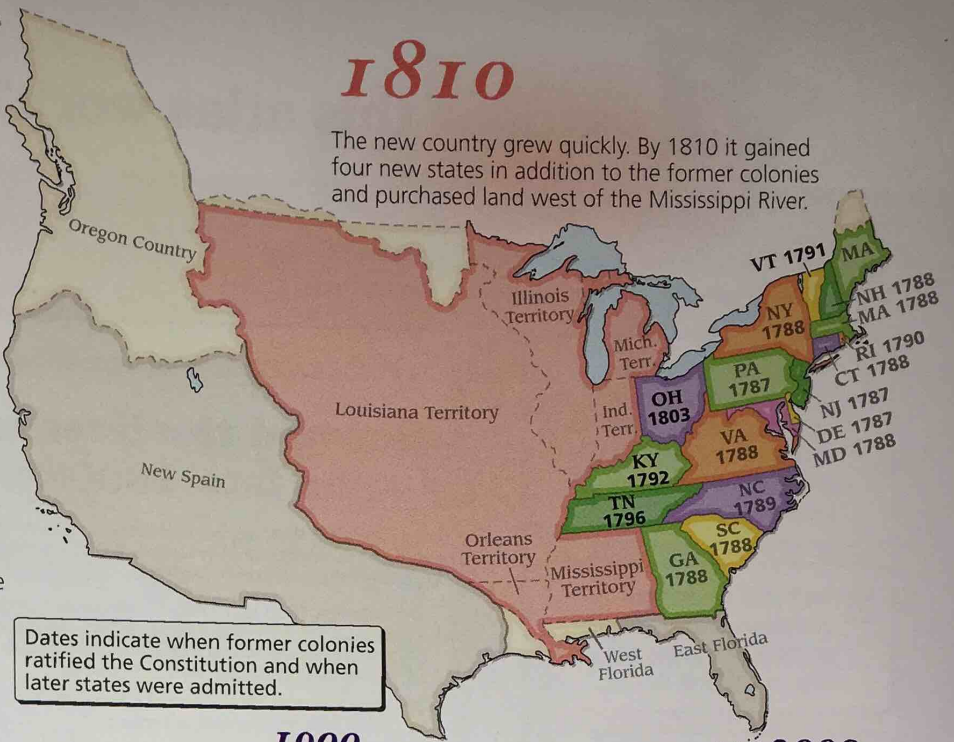 1810
The new country grew quickly. By 1810 it gained
four new states in addition to the former colonies
and purchased land west of the Mississippi River.
Oregon Country
VT 1791
MA
NH 1788
MA 1788
Illinois
Territory
NY
1788
Mich.
Terr.
RI 1790
CT 1788
PA
1787
NJ 1787
DE 1787
MD 1788
Louisiana Territory
Ind.
Terr.
OH
1803
VA
1788
New Spain
KY
1792
NC
1789
TN
1796
SC
1788
Orleans
Territory
Mississippi
Territory
GA
1788
West
Florida
East Florida
Dates indicate when former colonies
ratified the Constitution and when
later states were admitted.